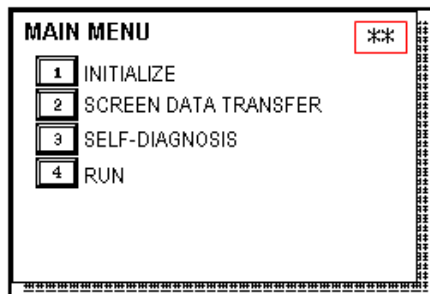 MAIN MENU **
1 INITIALIZE
2 SCREEN DATA TRANSFER
3 SELF-DIAGNOSIS
4 RUN